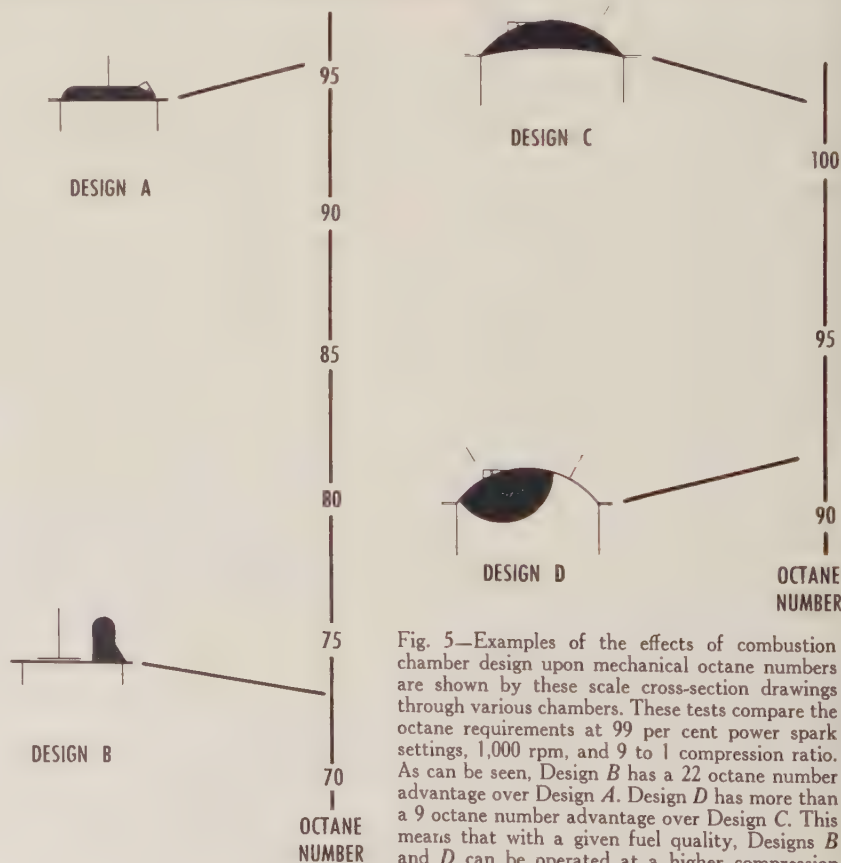 95
90
85
80
75
70
OCTANE
NUMBER
DESIGN A
DESIGN B
DESIGN C
DESIGN D
100
95
90
OCTANE
NUMBER
Fig. 5—Examples of the effects of combustion
chamber design upon mechanical octane numbers
are shown by these scale cross-section drawings
through various chambers. These tests compare the
octane requirements at 99 per cent power spark
settings, 1,000 rpm, and 9 to 1 compression ratio.
As can be seen, Design B has a 22 octane number
advantage over Design A. Design D has more than
a 9 octane number advantage over Design C. This
means that with a given fuel quality, Designs B
and D can be operated at a higher compression